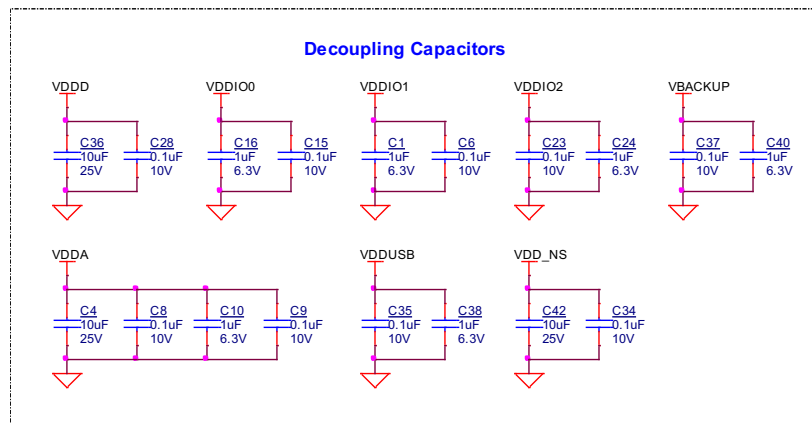 Decoupling Capacitors
VDDD
VDDIO0
VDDIO1
VDDIO2
VBACKUP
C36
10uF
25V
C28
0.1uF
10V
C16
1uF
6.3V
C15
0.1uF
10V
C1
1uF
6.3V
C6
0.1uF
10V
C23
0.1uF
10V
C24
1uF
6.3V
C37
0.1uF
10V
C40
1uF
6.3V
VDDA
VDDUSB
VDD_NS
C4
10uF
25V
C8
0.1uF
10V
C10
1uF
6.3V
C9
0.1uF
10V
C35
0.1uF
10V
C38
1uF
6.3V
C42
10uF
25V
C34
0.1uF
10V